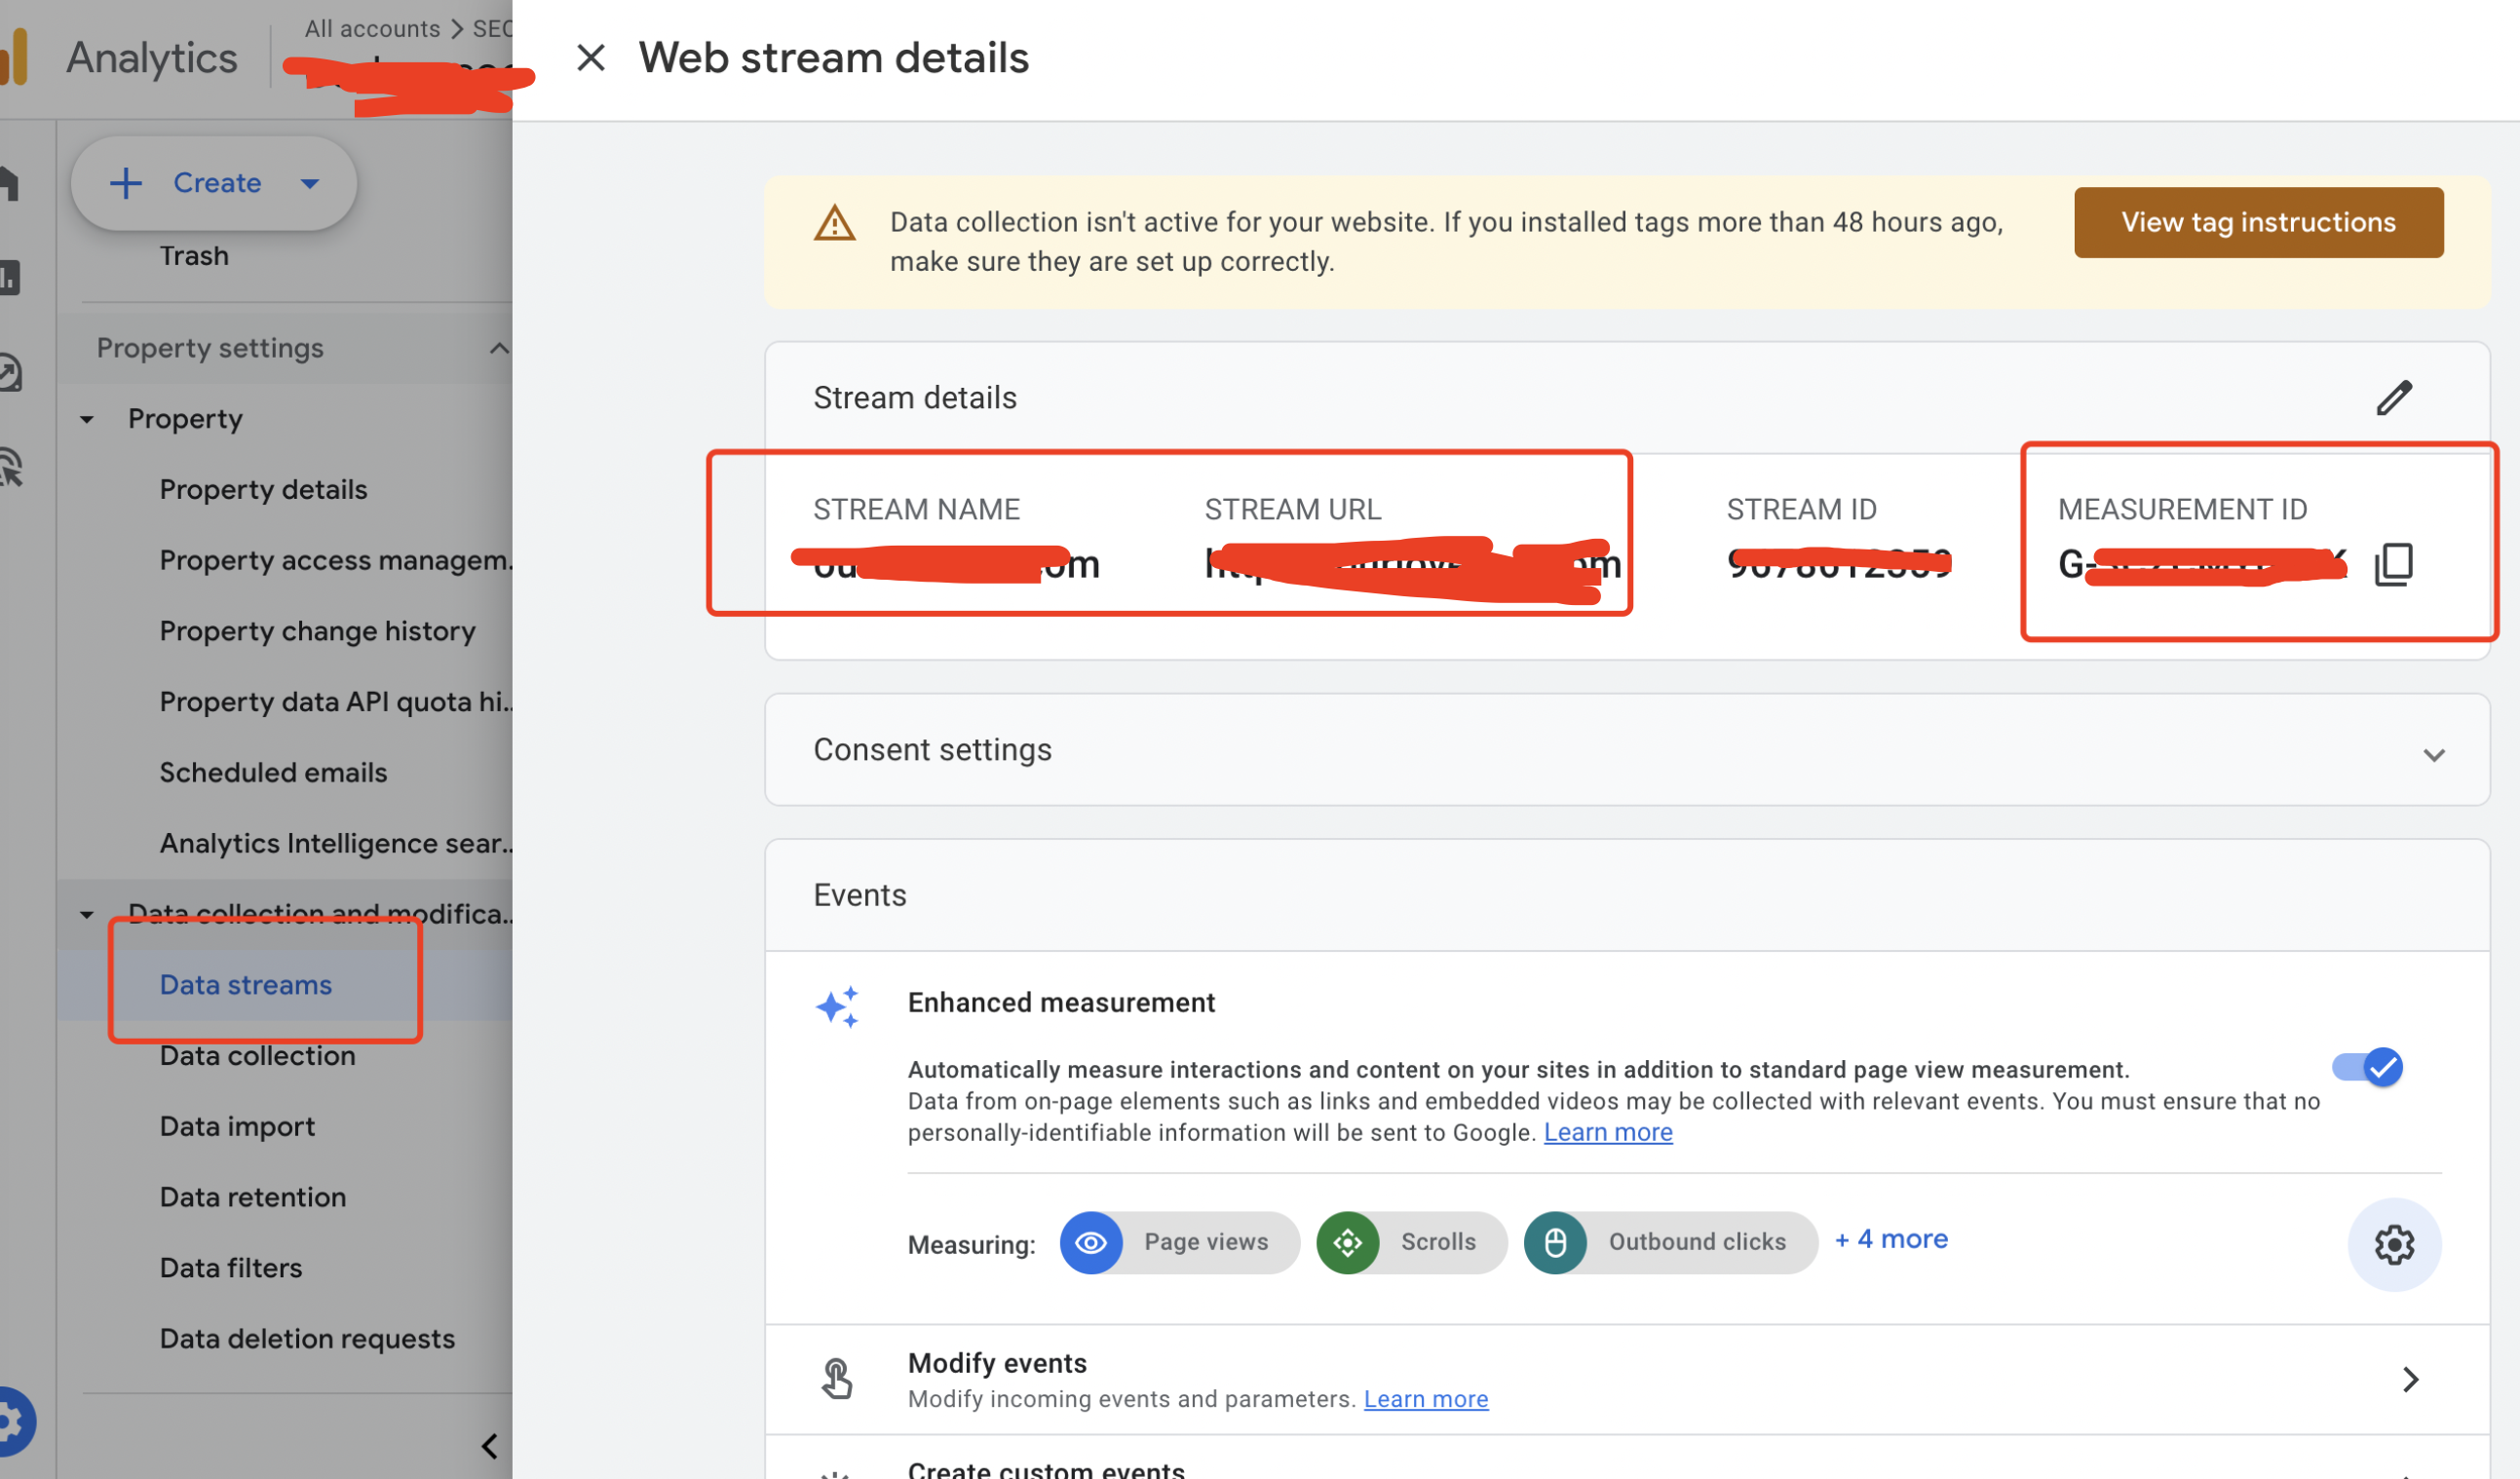 All accounts > SEO
Analytics
Create
Trash
Property settings
Property
Property details
Property access managem..
Property change history
Property data API quota hi..
Scheduled emails
Analytics Intelligence sear..
Data collection and modifica..
Data streams
Data collection
Data import
Data retention
Data filters
Data deletion requests
Web stream details
Data collection isn't active for your website. If you installed tags more than 48 hours ago,
make sure they are set up correctly.
View tag instructions
Stream details
STREAM NAME
STREAM URL
STREAM ID
MEASUREMENT ID
G-
Consent settings
Events
Enhanced measurement
Automatically measure interactions and content on your sites in addition to standard page view measurement.
Data from on-page elements such as links and embedded videos may be collected with relevant events. You must ensure that no
personally-identifiable information will be sent to Google. Learn more
Measuring: Page views Scrolls Outbound clicks + 4 more
Modify events
Modify incoming events and parameters. Learn more
Create custom events